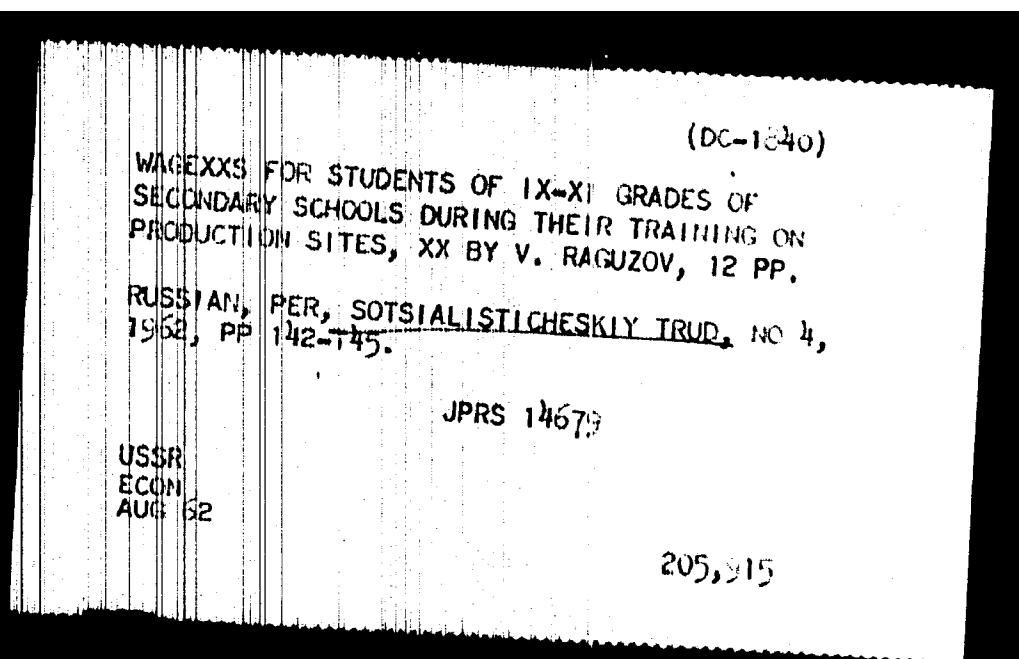 (DC-1840)
WAGEXXS FOR STUDENTS OF IX-XI GRADES OF
SECONDARY SCHOOLS DURING THEIR TRAINING ON
PRODUCTION SITES, XX BY V. RAGUZOV, 12 PP.
RUSSIAN, PER, SOTSIALISTICHESKIY TRUD, NO 4,
1962, PP 142-145.
JPRS 14679
USSR
ECON
AUG 62
205,915